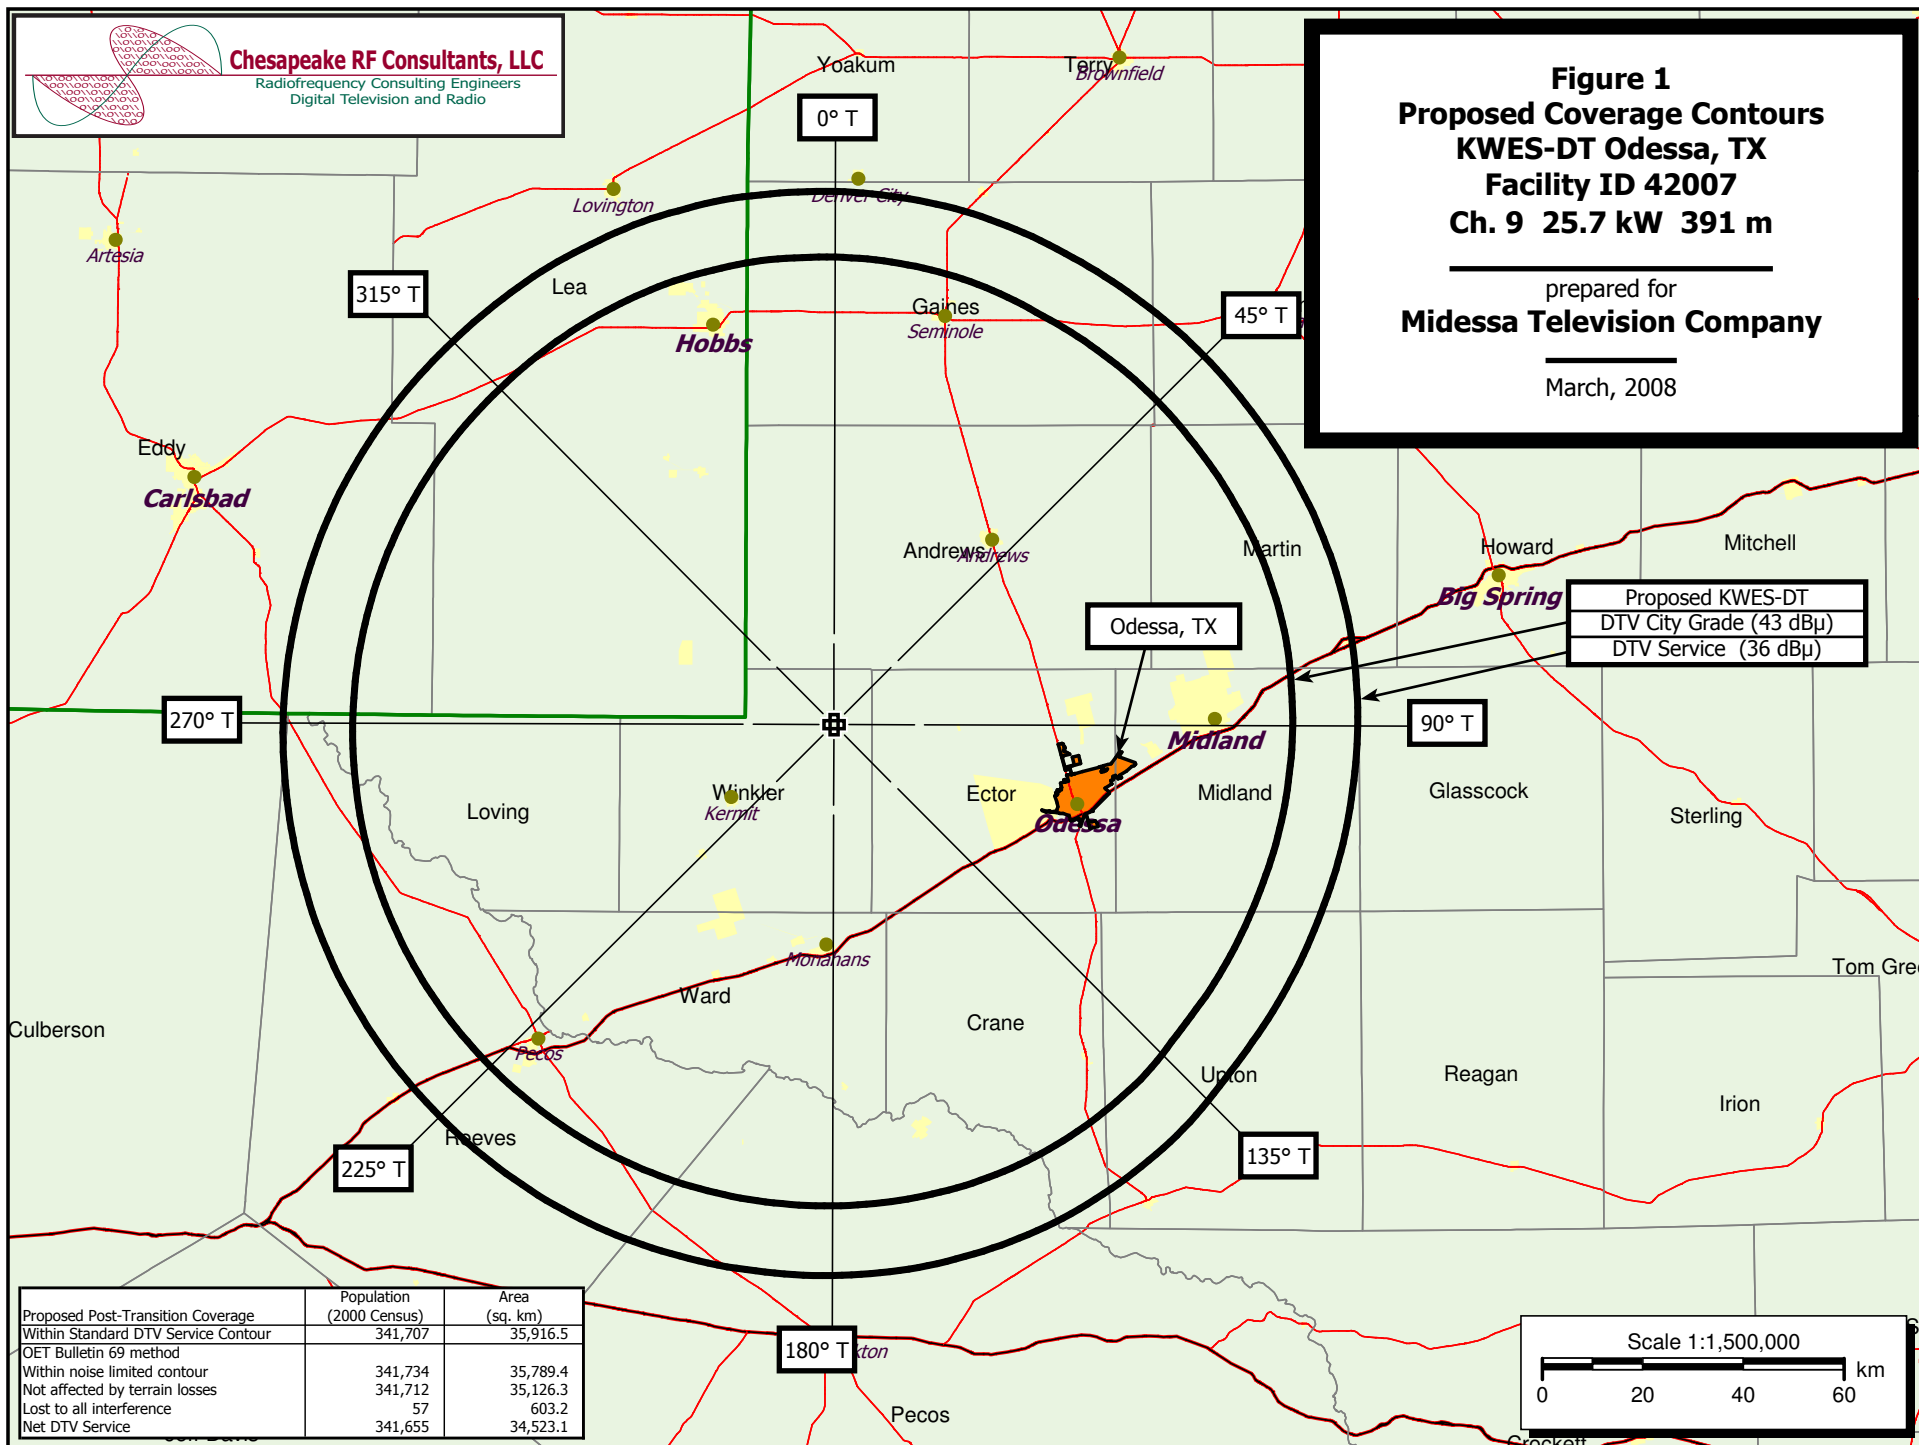 Chesapeake RF Consultants, LLC
Radiofrequency Consulting Engineers
Digital Television and Radio
Figure 1
Proposed Coverage Contours
KWES-DT Odessa, TX
Facility ID 42007
Ch. 9 25.7 kW 391 m
prepared for
Midessa Television Company
March, 2008
Yoakum
Terry
Brownfield
0° T
Denver City
Lovington
Artesia
315° T
Lea
Hobbs
Gaines
Seminole
45° T
Eddy
Carlsbad
Andrews
Andrews
Martin
Howard
Mitchell
Big Spring
Proposed KWES-DT
DTV City Grade (43 dBµ)
DTV Service (36 dBµ)
Odessa, TX
270° T
90° T
Midland
Loving
Winkler
Kermit
Ector
Odessa
Midland
Glasscock
Sterling
Monahans
Ward
Crane
Tom Gree
Culberson
Pecos
Upton
Reagan
Irion
Reeves
225° T
135° T
180° T
kton
Pecos
Crockett
Proposed Post-Transition Coverage Population (2000 Census) Area (sq. km)
Within Standard DTV Service Contour 341,707 35,916.5
OET Bulletin 69 method
Within noise limited contour 341,734 35,789.4
Not affected by terrain losses 341,712 35,126.3
Lost to all interference 57 603.2
Net DTV Service 341,655 34,523.1
Scale 1:1,500,000
km
0 20 40 60